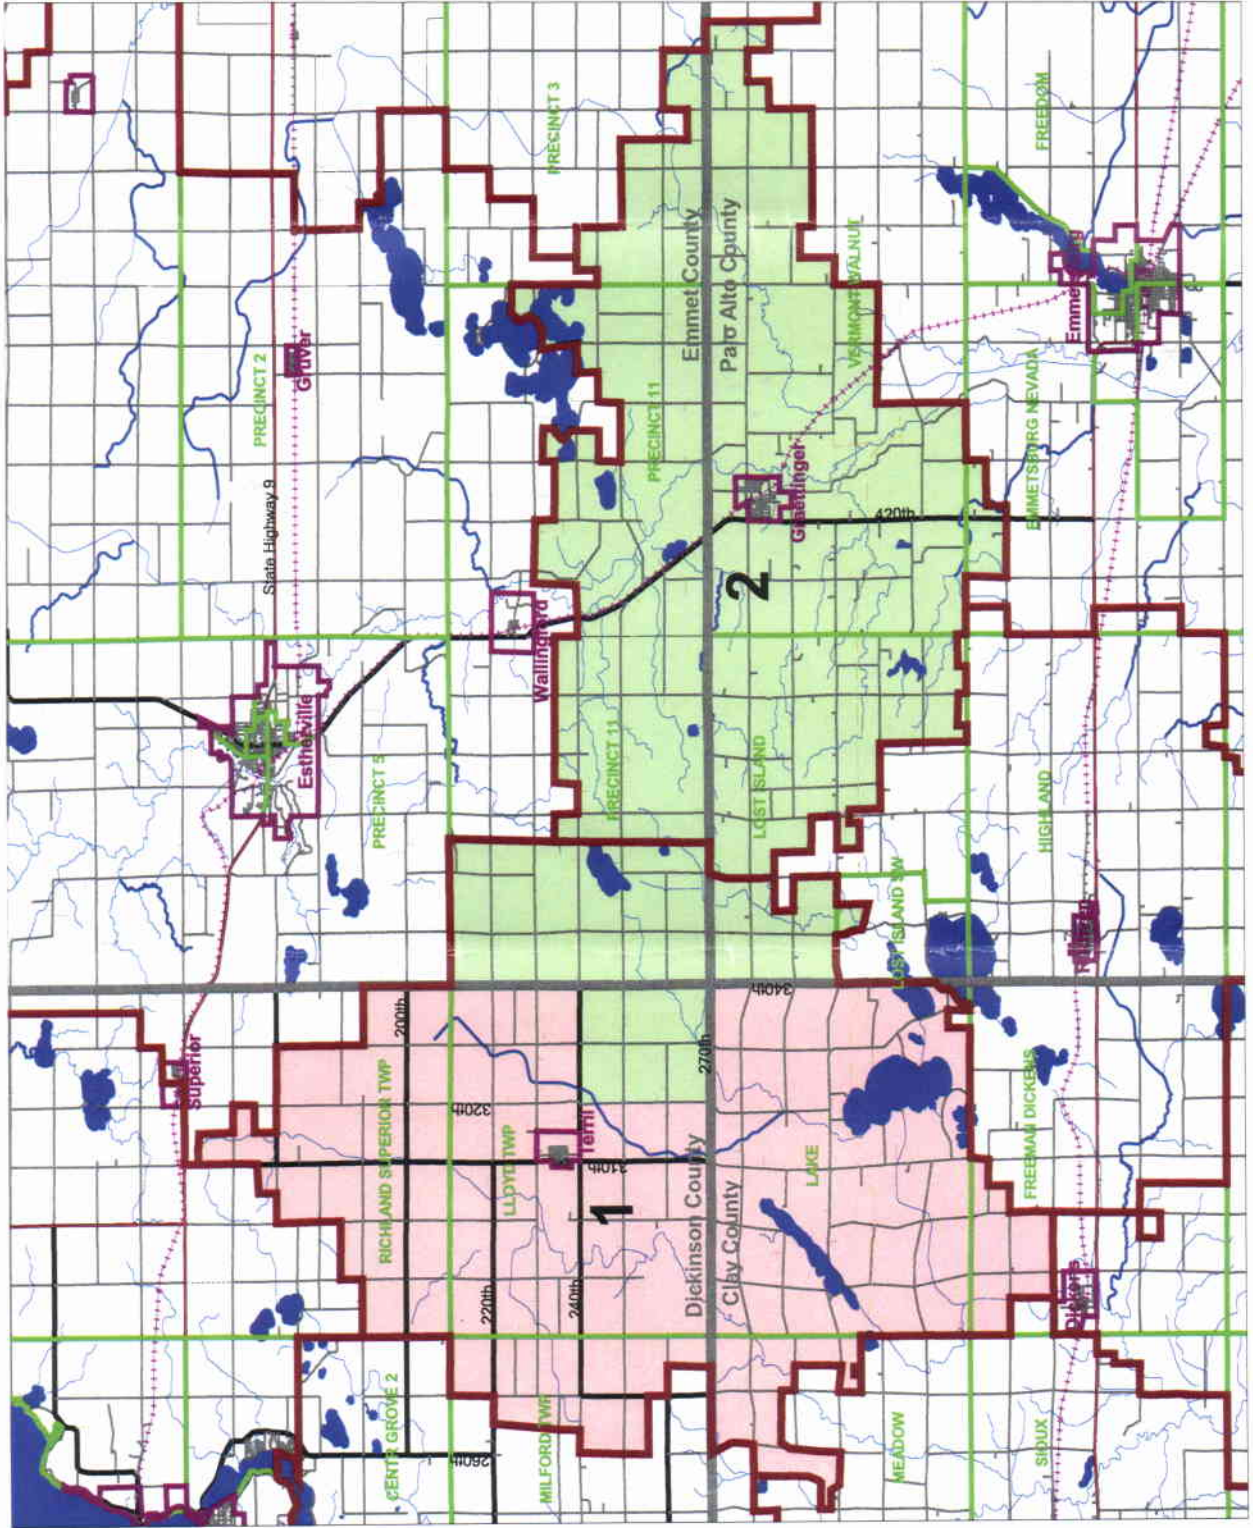 PRECINCT 3
FREEDOM
Emmet County
Palo Alto County
VERMONT WALNUT
PRECINCT 2
Gruver
PRECINCT 11
EMMETSBURG NEVADA
State Highway 9
Graettinger
420th
2
Wallingford
Estherville
PRECINCT 5
PRECINCT 11
LOST ISLAND
HIGHLAND
LOST ISLAND SW
340th
200th
270th
Superior
320th
RICHLAND SUPERIOR TWP
LLOYD TWP
Terril
310th
FREEMAN DICKENS
LAKE
1
Dickinson County
Clay County
220th
240th
Dickens
CENTER GROVE 2
MILFORD TWP
260th
MEADOW
SIOUX